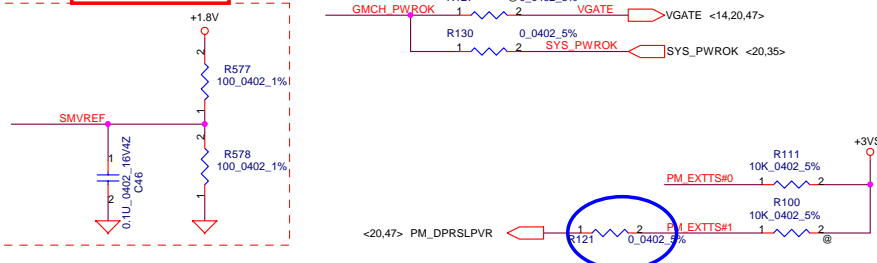 GMCH_PWROK 1 2 VGATE VGATE <14,20,47>
R130 0_0402_5%
1 2 SYS_PWROK SYS_PWROK <20,35>
+1.8V
2
R577
100_0402_1%
1
SMVREF
2
R578
100_0402_1%
1
1
0.1U_0402_16V4Z
C46
2
+3VS
R111
10K_0402_5%
PM_EXTTS#0 1 2
R100
10K_0402_5%
<20,47> PM_DPRSLPVR 1 2 PM_EXTTS#1 1 2
R121 0_0402_5% @